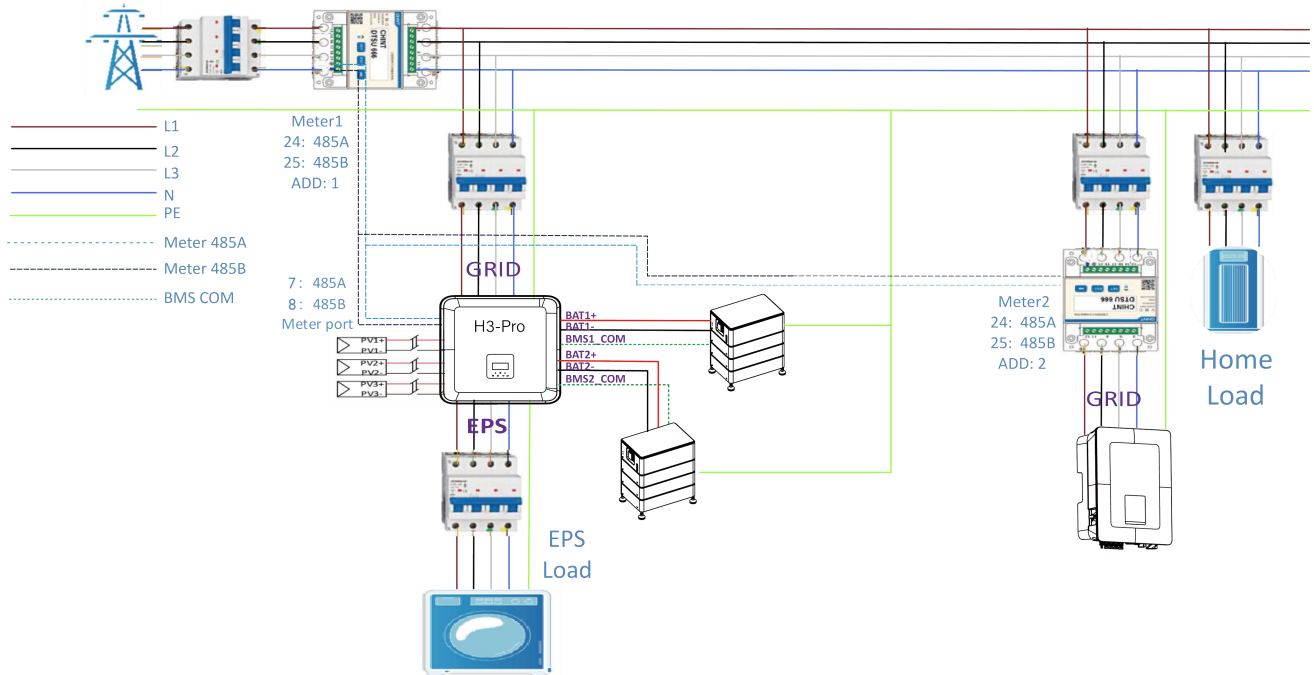 CHINT
DTSU 666
L1
L2
L3
N
PE
Meter 485A
Meter 485B
BMS COM
Meter1
24: 485A
25: 485B
ADD: 1
GRID
7: 485A
8: 485B
Meter port
H3-Pro
PV1+
PV1-
PV2+
PV2-
PV3+
PV3-
BAT1+
BAT1-
BMS1_COM
BAT2+
BAT2-
BMS2_COM
EPS
EPS
Load
CHINT
DTSU 666
Meter2
24: 485A
25: 485B
ADD: 2
GRID
Home
Load